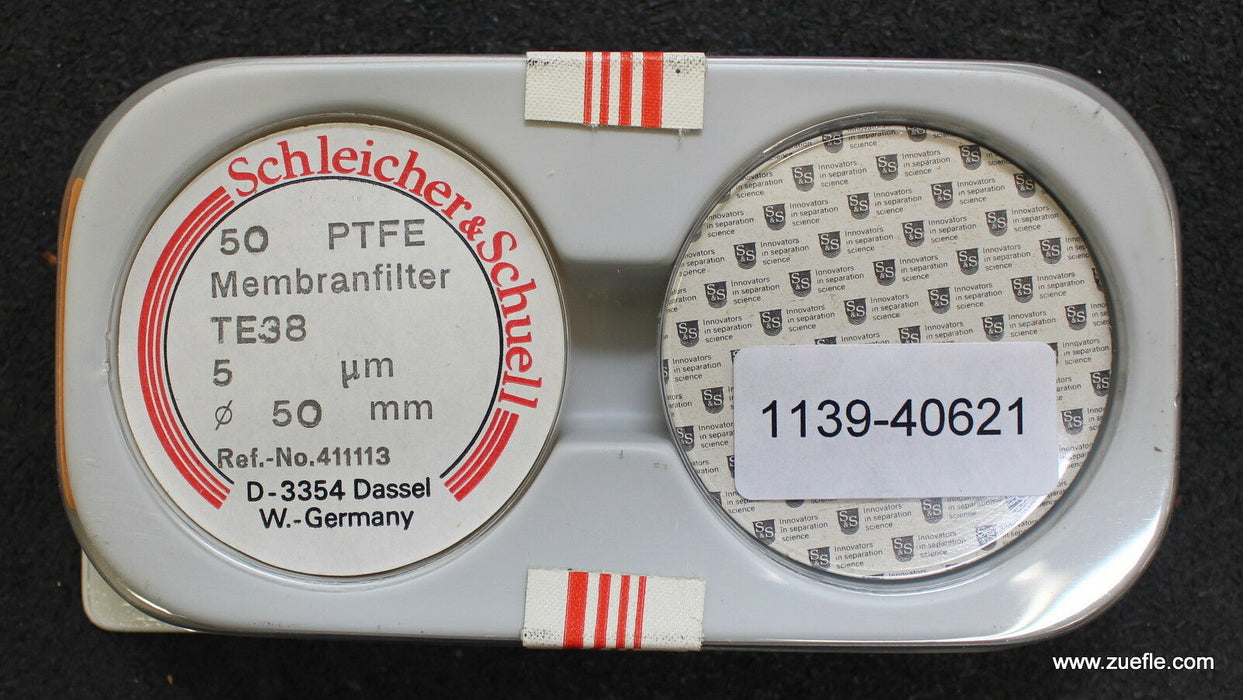 Schleicher & Schuell
50 PTFE
Membranfilter
TE38
5 µm
ø 50 mm
Ref.-No.411113
D-3354 Dassel
W.-Germany
S&S
Innovators
in separation
science
1139-40621
www.zuefle.com